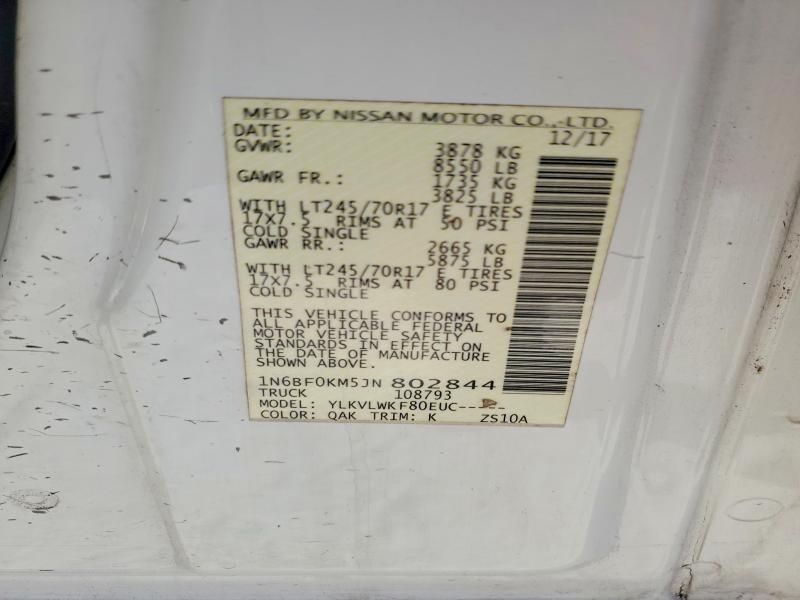 MFD BY NISSAN MOTOR CO.,-LTD.
DATE: 12/17
GVWR: 3878 KG
8550 LB
GAWR FR.: 1735 KG
3825 LB
WITH LT245/70R17 E TIRES
17X7.5 RIMS AT 50 PSI
COLD SINGLE
GAWR RR.: 2665 KG
5875 LB
WITH LT245/70R17 E TIRES
17X7.5 RIMS AT 80 PSI
COLD SINGLE
THIS VEHICLE CONFORMS TO
ALL APPLICABLE FEDERAL
MOTOR VEHICLE SAFETY
STANDARDS IN EFFECT ON
THE DATE OF MANUFACTURE
SHOWN ABOVE.
1N6BF0KM5JN 802844
TRUCK 108793
MODEL: YLKVLWKF80EUC-----
COLOR: QAK TRIM: K ZS10A